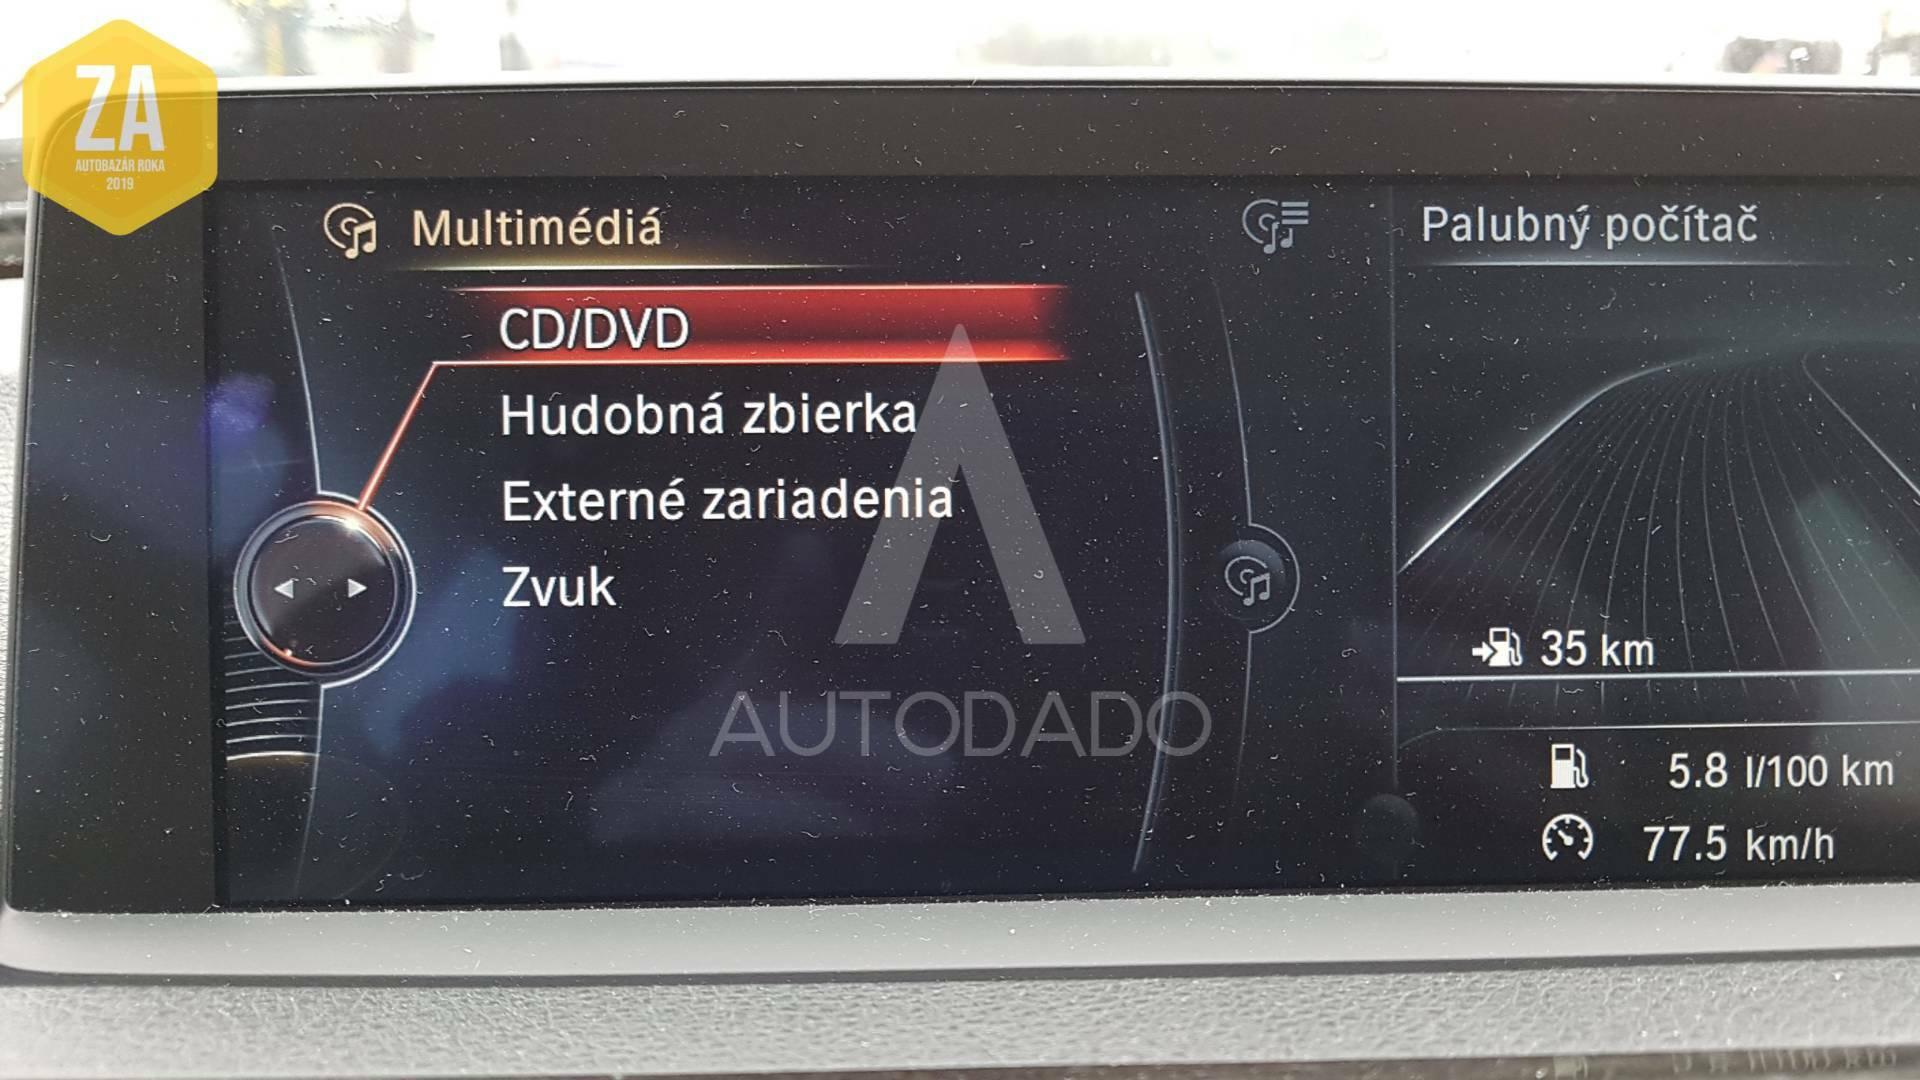 ZA
AUTOBAZÁR ROKA
2019
Multimédiá
CD/DVD
Hudobná zbierka
Externé zariadenia
Zvuk
Palubný počítač
35 km
5.8 l/100 km
77.5 km/h
AUTODADO